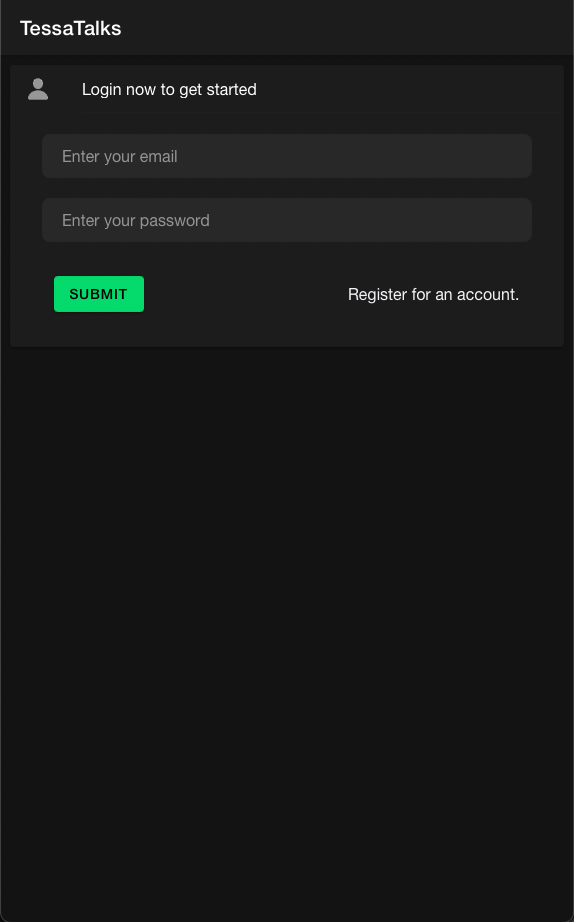 TessaTalks
Login now to get started
Enter your email
Enter your password
SUBMIT
Register for an account.